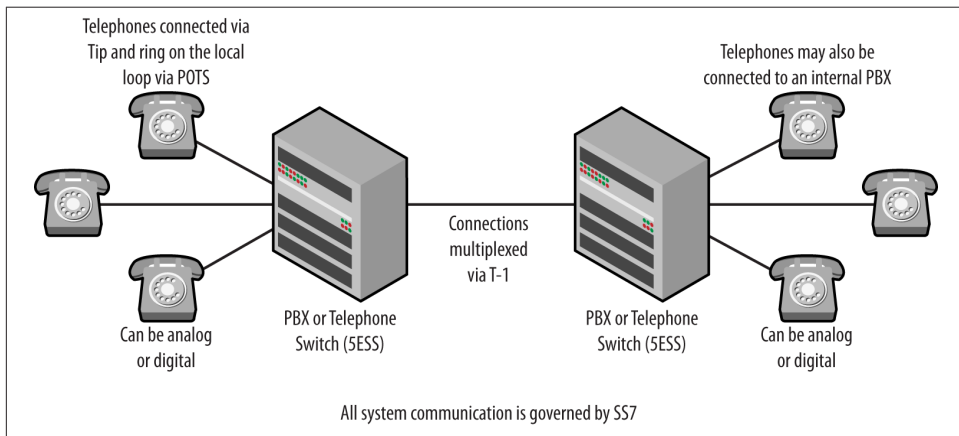 Telephones connected via
Tip and ring on the local
loop via POTS
Telephones may also be
connected to an internal PBX
Connections
multiplexed
via T-1
Can be analog
or digital
PBX or Telephone
Switch (5ESS)
PBX or Telephone
Switch (5ESS)
Can be analog
or digital
All system communication is governed by SS7